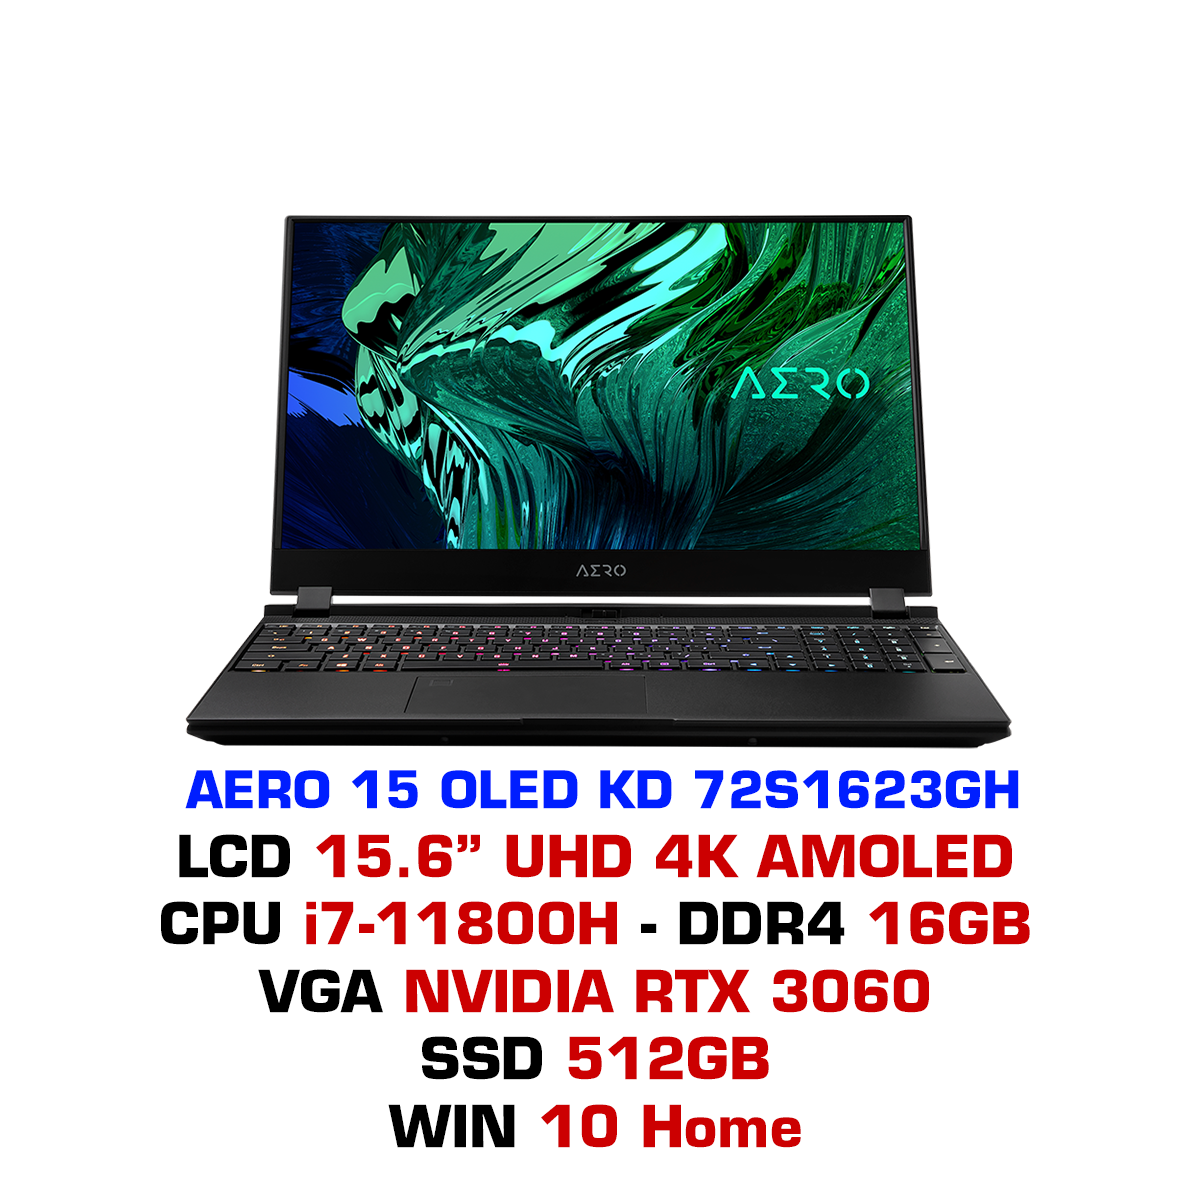 AERO
AERO
AERO 15 OLED KD 72S1623GH
LCD 15.6” UHD 4K AMOLED
CPU i7-11800H - DDR4 16GB
VGA NVIDIA RTX 3060
SSD 512GB
WIN 10 Home